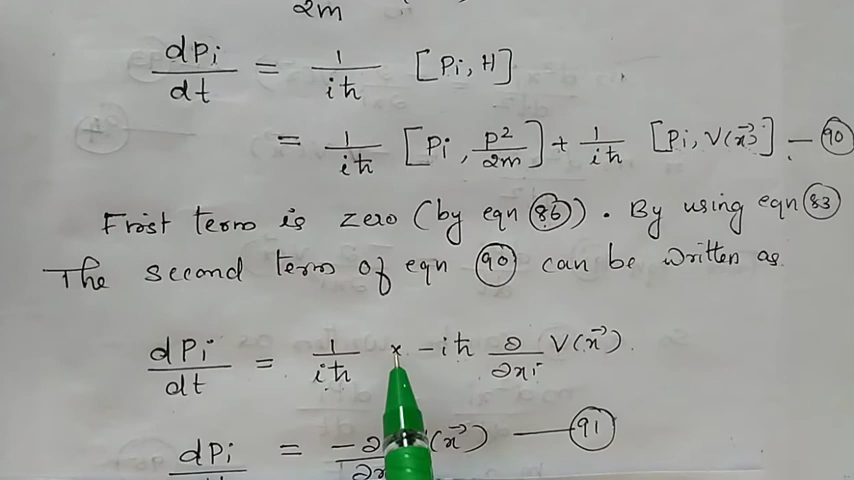 2m
dPi/dt = 1/iħ [Pi, H]
= 1/iħ [Pi, P²/2m] + 1/iħ [Pi, V(x⃗)] — 90
First term is zero (by eqn 86). By using eqn 83
The second term of eqn 90 can be written as
dPi/dt = 1/iħ × -iħ ∂/∂xi V(x⃗).
dPi = -∂ (x⃗) — 91